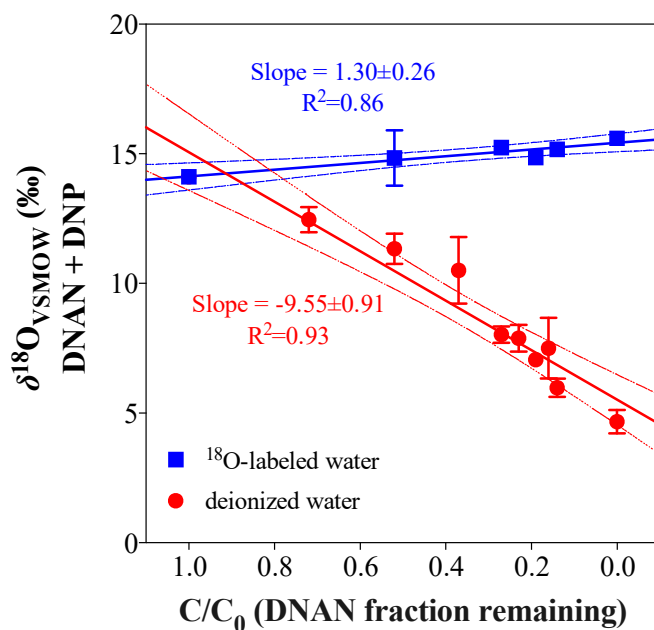 20
15
10
5
0
δ¹⁸O_VSMOW (‰)
DNAN + DNP
Slope = 1.30±0.26
R²=0.86
Slope = -9.55±0.91
R²=0.93
¹⁸O-labeled water
deionized water
1.0 0.8 0.6 0.4 0.2 0.0
C/C₀ (DNAN fraction remaining)